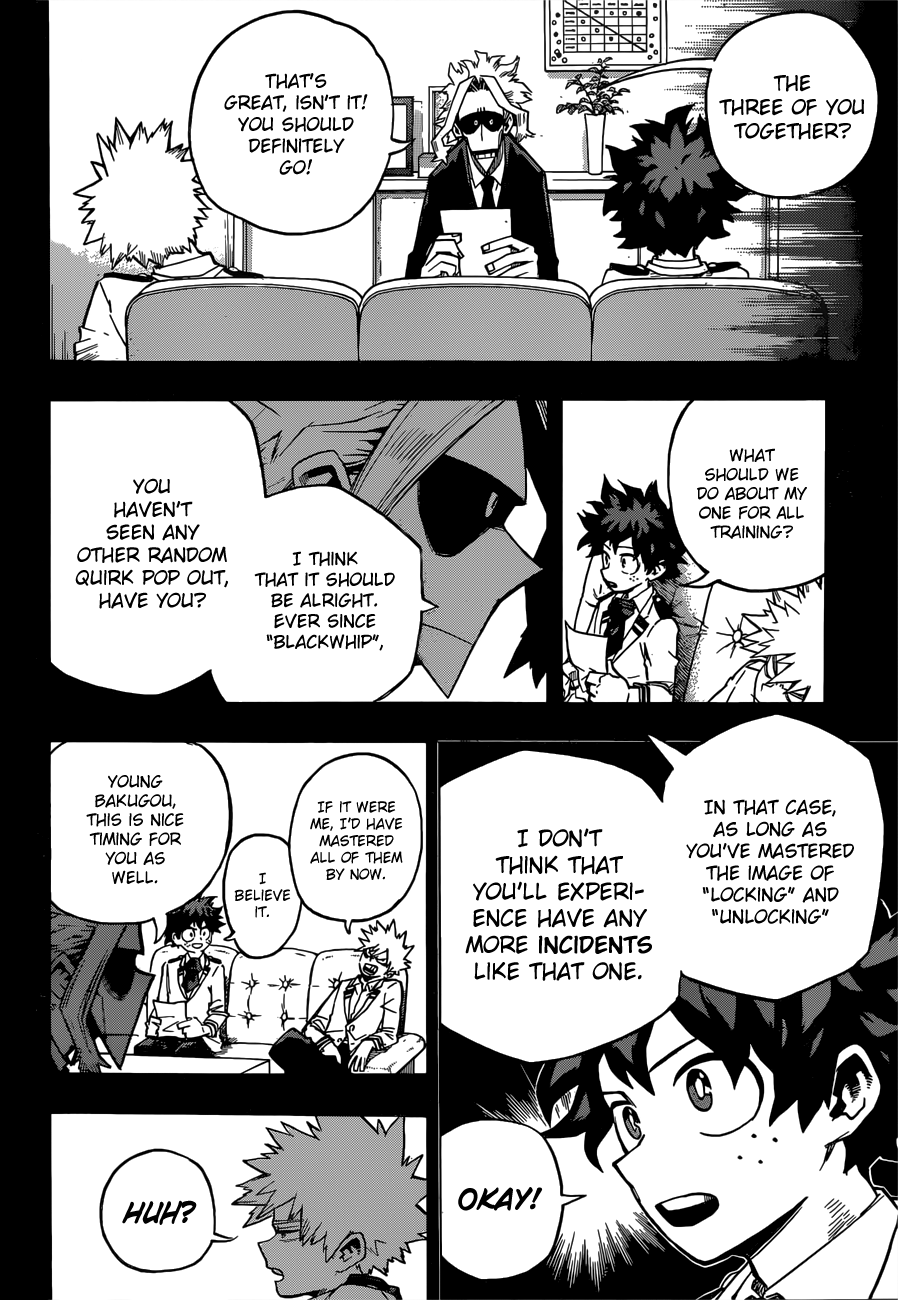 THE
THREE OF YOU
TOGETHER?
THAT'S
GREAT, ISN'T IT!
YOU SHOULD
DEFINITELY
GO!
WHAT
SHOULD WE
DO ABOUT MY
ONE FOR ALL
TRAINING?
I THINK
THAT IT SHOULD
BE ALRIGHT.
EVER SINCE
"BLACKWHIP",
YOU
HAVEN'T
SEEN ANY
OTHER RANDOM
QUIRK POP OUT,
HAVE YOU?
IN THAT CASE,
AS LONG AS
YOU'VE MASTERED
THE IMAGE OF
"LOCKING" AND
"UNLOCKING"
I DON'T
THINK THAT
YOU'LL EXPERI-
ENCE HAVE ANY
MORE INCIDENTS
LIKE THAT ONE.
OKAY!
IF IT WERE
ME, I'D HAVE
MASTERED
ALL OF THEM
BY NOW.
I
BELIEVE
IT.
YOUNG
BAKUGOU,
THIS IS NICE
TIMING FOR
YOU AS
WELL.
HUH?